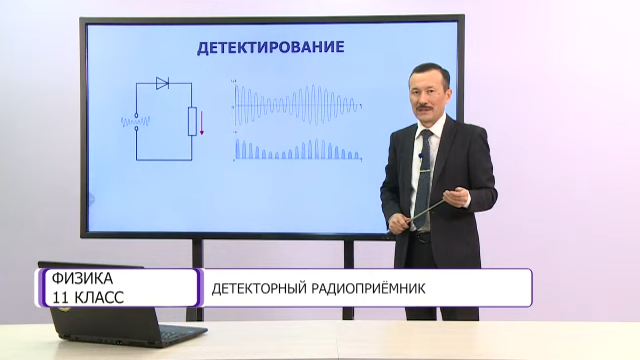 ДЕТЕКТИРОВАНИЕ
ФИЗИКА
11 КЛАСС
ДЕТЕКТОРНЫЙ РАДИОПРИЁМНИК